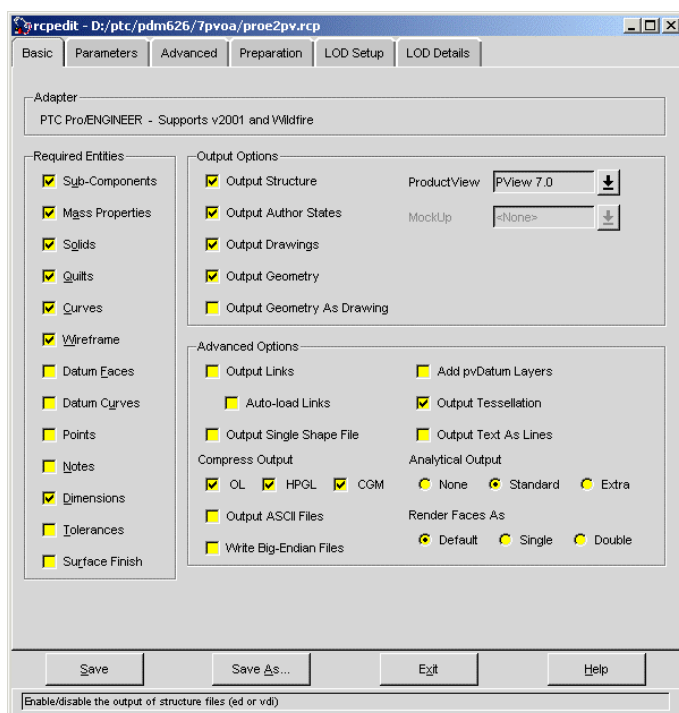 rcpedit - D:/ptc/pdm626/7pvoa/proe2pv.rcp
Basic Parameters Advanced Preparation LOD Setup LOD Details
Adapter
PTC Pro/ENGINEER - Supports v2001 and Wildfire
Required Entities
Sub-Components
Mass Properties
Solids
Quilts
Curves
Wireframe
Datum Faces
Datum Curves
Points
Notes
Dimensions
Tolerances
Surface Finish
Output Options
Output Structure
Output Author States
Output Drawings
Output Geometry
Output Geometry As Drawing
ProductView PView 7.0
MockUp <None>
Advanced Options
Output Links
Auto-load Links
Output Single Shape File
Compress Output
OL HPGL CGM
Output ASCII Files
Write Big-Endian Files
Add pvDatum Layers
Output Tessellation
Output Text As Lines
Analytical Output
None Standard Extra
Render Faces As
Default Single Double
Save Save As... Exit Help
Enable/disable the output of structure files (ed or vdi)